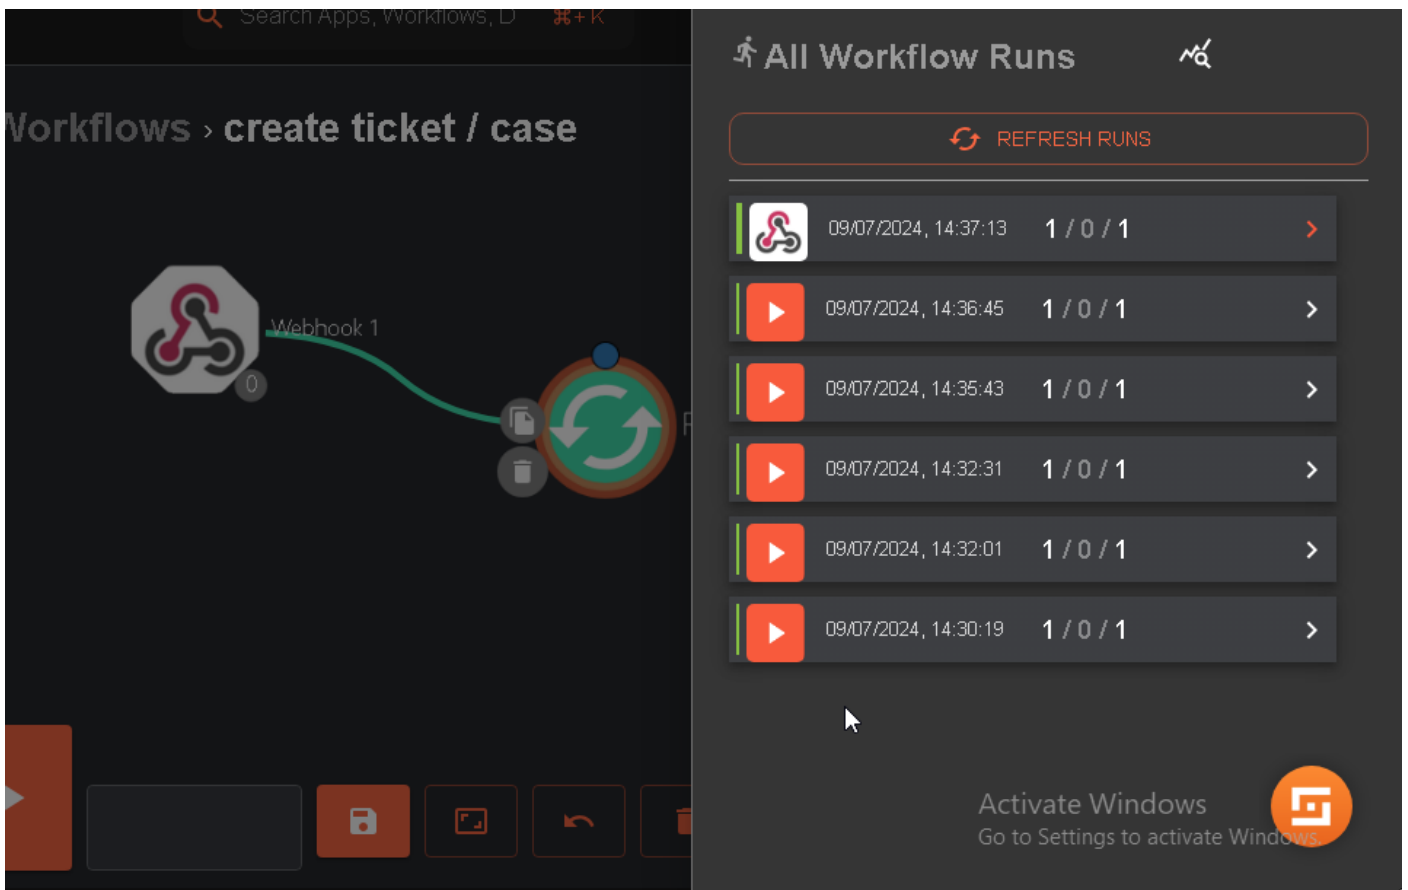 Search Apps, Workflows, D ⌘+ K
Workflows › create ticket / case
Webhook 1
0
All Workflow Runs
REFRESH RUNS
09/07/2024, 14:37:13 1 / 0 / 1
09/07/2024, 14:36:45 1 / 0 / 1
09/07/2024, 14:35:43 1 / 0 / 1
09/07/2024, 14:32:31 1 / 0 / 1
09/07/2024, 14:32:01 1 / 0 / 1
09/07/2024, 14:30:19 1 / 0 / 1
Activate Windows
Go to Settings to activate Windows.